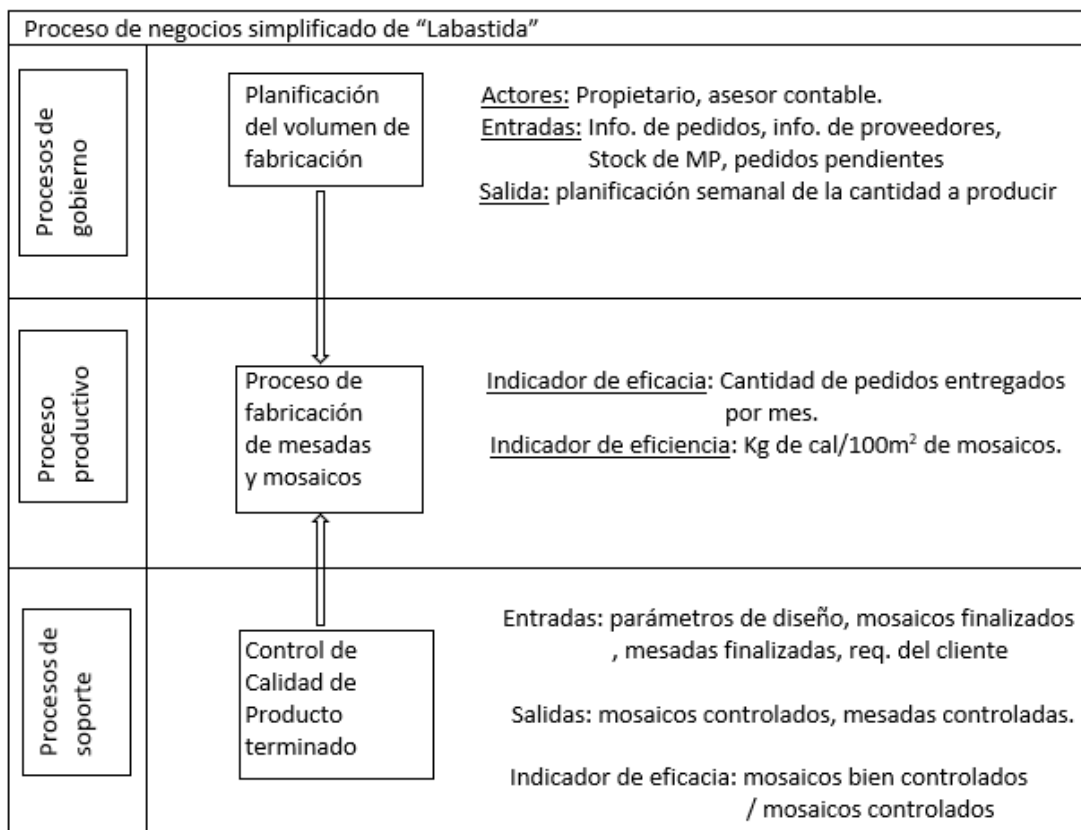 Proceso de negocios simplificado de “Labastida”
Procesos de
gobierno
Planificación
del volumen de
fabricación
Actores: Propietario, asesor contable.
Entradas: Info. de pedidos, info. de proveedores,
Stock de MP, pedidos pendientes
Salida: planificación semanal de la cantidad a producir
Proceso
productivo
Proceso de
fabricación
de mesadas
y mosaicos
Indicador de eficacia: Cantidad de pedidos entregados
por mes.
Indicador de eficiencia: Kg de cal/100m² de mosaicos.
Procesos de
soporte
Control de
Calidad de
Producto
terminado
Entradas: parámetros de diseño, mosaicos finalizados
, mesadas finalizadas, req. del cliente
Salidas: mosaicos controlados, mesadas controladas.
Indicador de eficacia: mosaicos bien controlados
/ mosaicos controlados